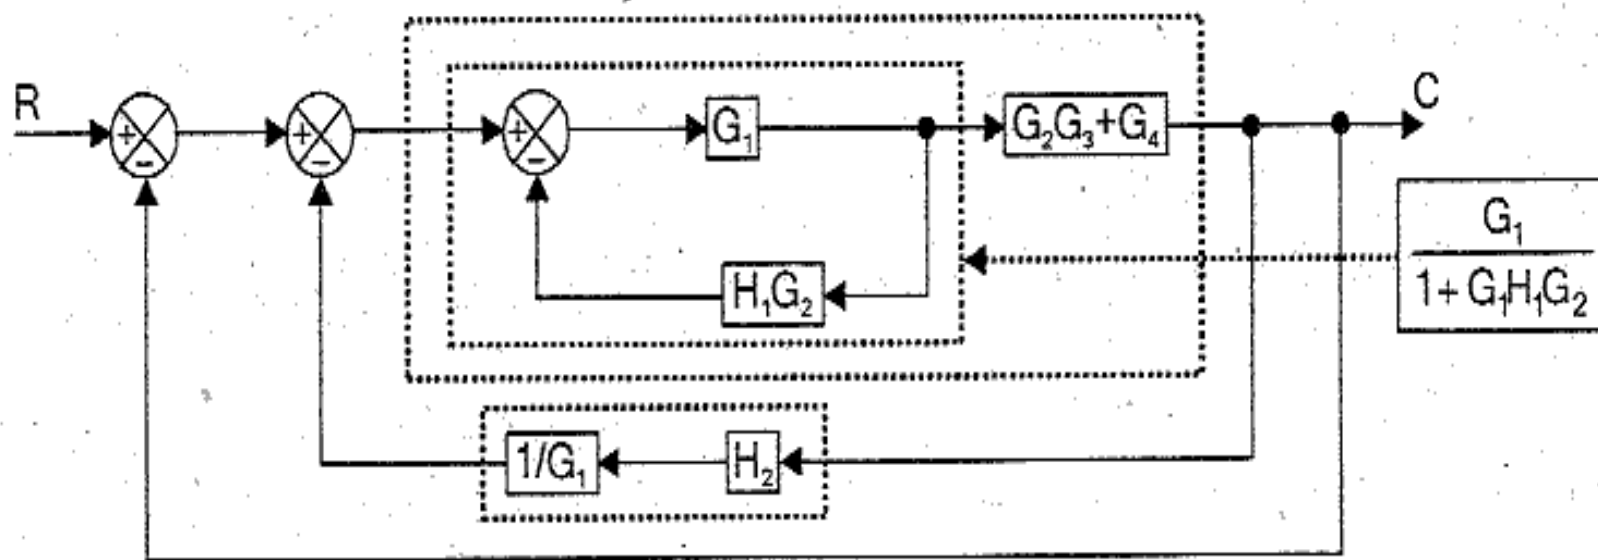 R
+
-
+
-
+
-
G₁
G₂G₃+G₄
C
H₁G₂
G₁
1+G₁H₁G₂
1/G₁
H₂